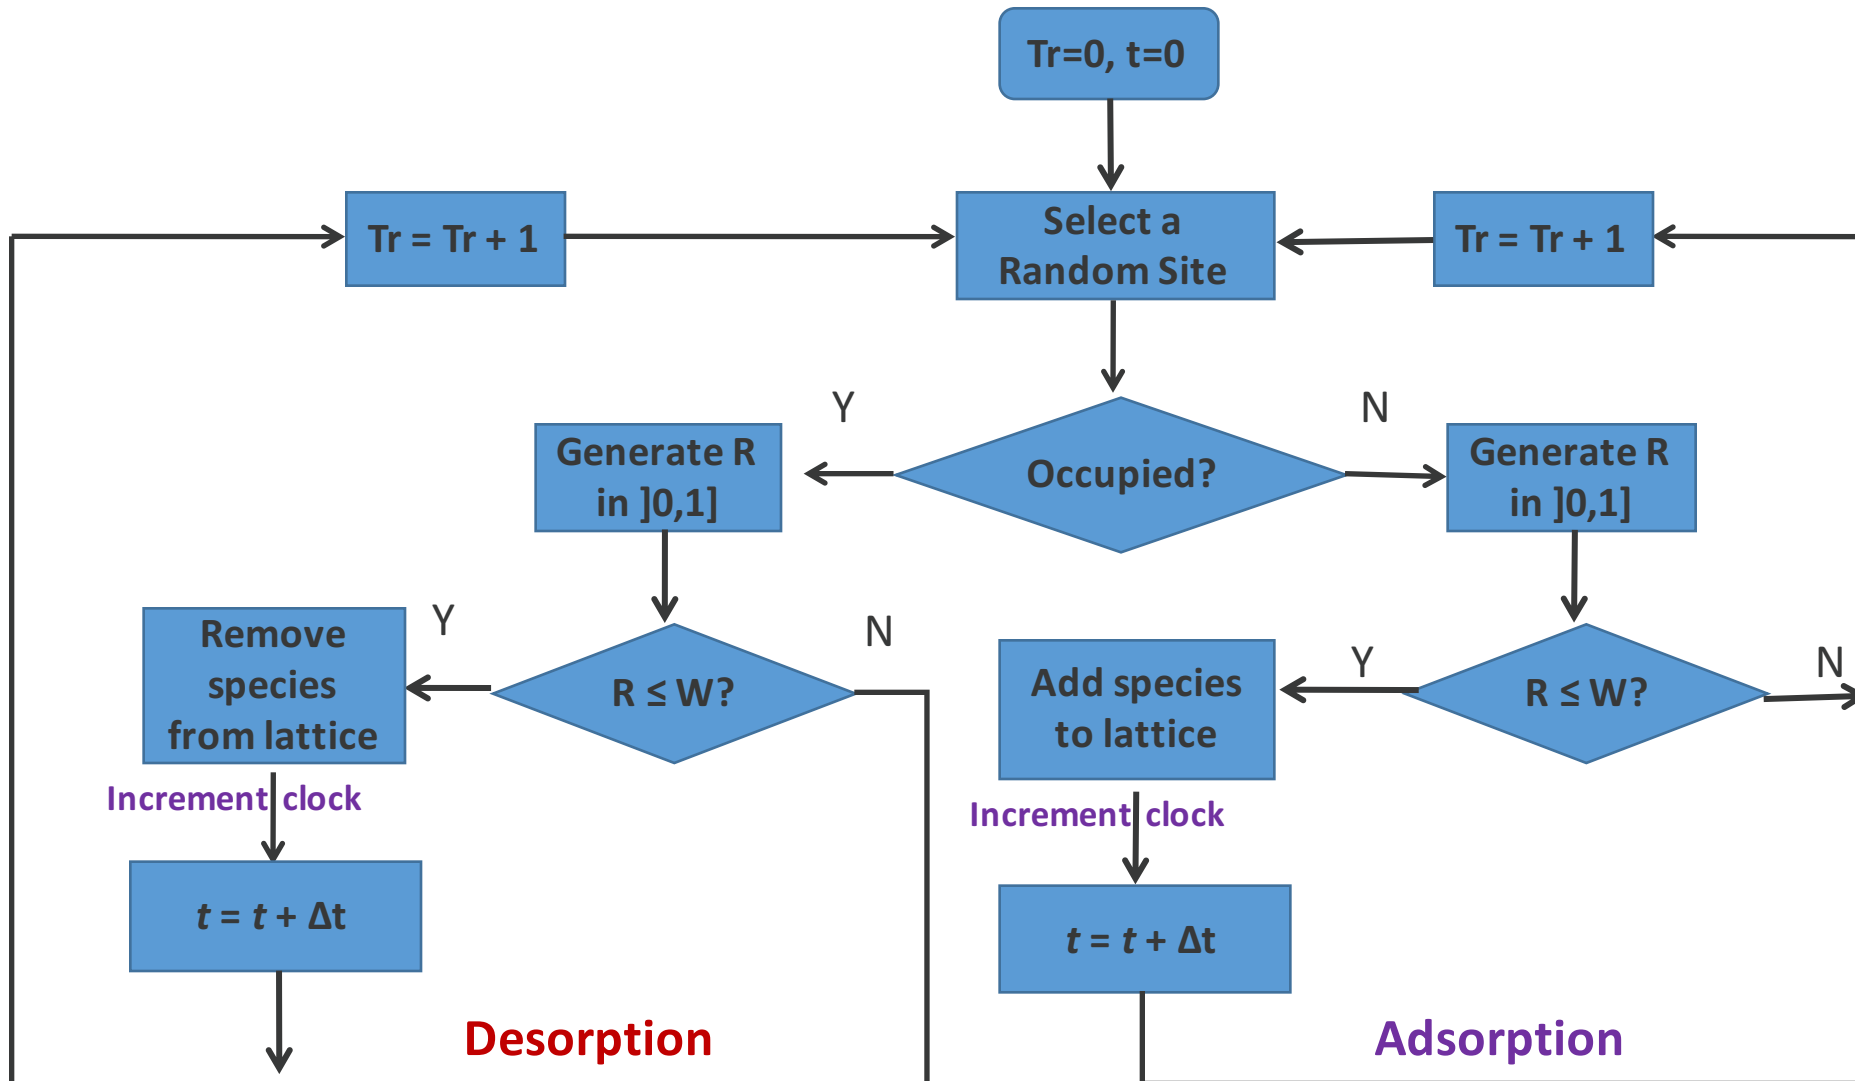 Tr=0, t=0
Tr = Tr + 1
Select a
Random Site
Tr = Tr + 1
Y
N
Generate R
in ]0,1]
Occupied?
Generate R
in ]0,1]
Remove
species
from lattice
Y
R ≤ W?
N
Add species
to lattice
Y
R ≤ W?
N
Increment clock
Increment clock
t = t + Δt
t = t + Δt
Desorption
Adsorption